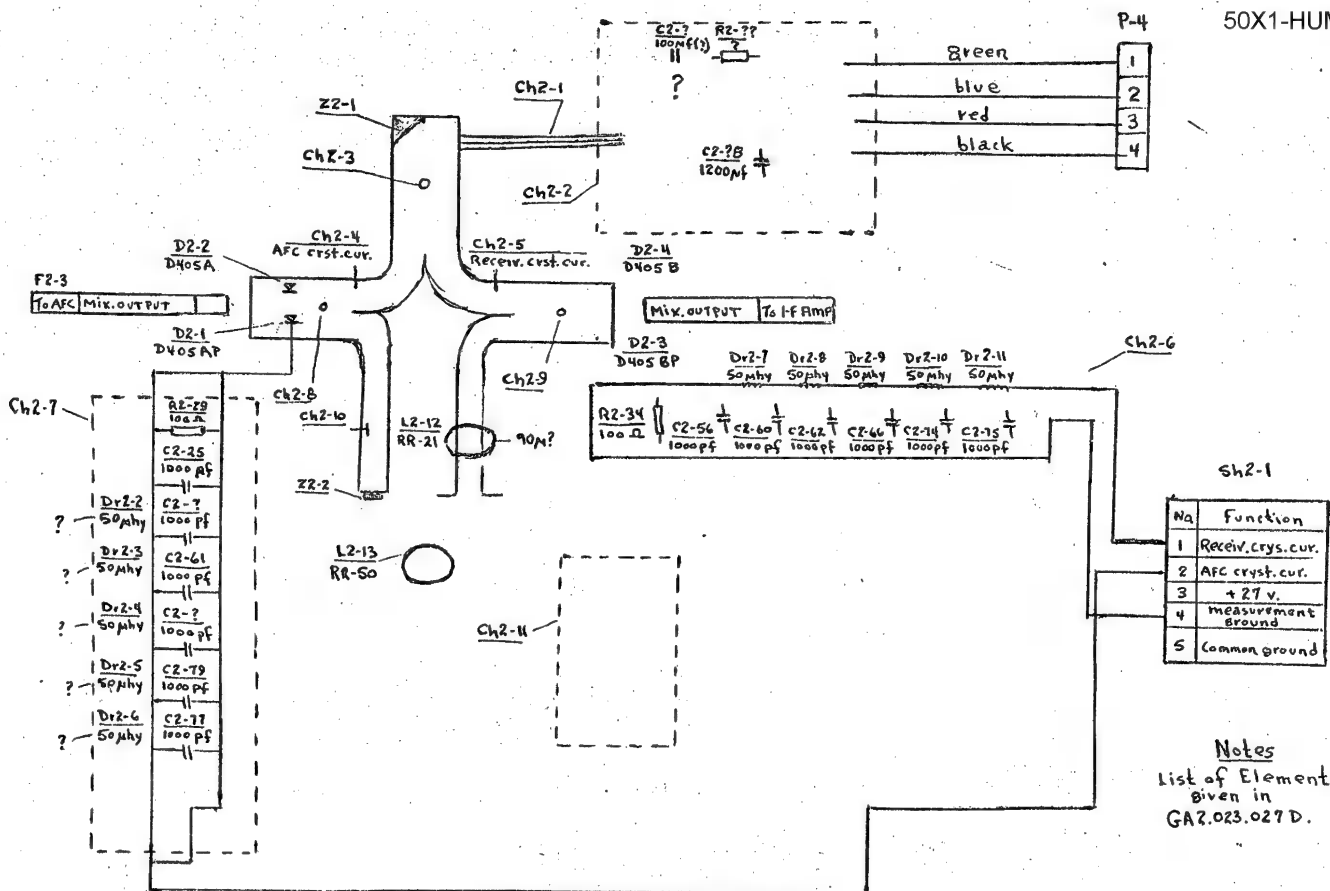 50X1-HUM
P-4
C2-?
100μf(?)
R2-??
?
?
green
1
blue
2
red
3
black
4
Ch2-1
Z2-1
Ch2-3
C2-?B
1200μf
Ch2-2
D2-2
D405A
Ch2-4
AFC crst.cur.
Ch2-5
Receiv.crst.cur.
D2-4
D405B
F2-3
To AFC
Mix.OUTPUT
Mix.OUTPUT
To I-F Amp
D2-1
D405AP
D2-3
D405BP
Ch2-6
Dr2-7
50μhy
Dr2-8
50μhy
Dr2-9
50μhy
Dr2-10
50μhy
Dr2-11
50μhy
Ch2-8
Ch2-9
Ch2-7
R2-29
100Ω
Ch2-10
L2-12
RR-21
90μ?
R2-34
100Ω
C2-56
1000pf
C2-60
1000pf
C2-62
1000pf
C2-66
1000pf
C2-74
1000pf
C2-75
1000pf
C2-25
1000pf
Z2-2
Sh2-1
? Dr2-2
50μhy
C2-?
1000pf
? Dr2-3
50μhy
C2-61
1000pf
L2-13
RR-50
No.
Function
1 Receiv.crys.cur.
2 AFC cryst.cur.
3 +27 v.
4 measurement
ground
5 Common ground
? Dr2-4
50μhy
C2-?
1000pf
Ch2-11
? Dr2-5
50μhy
C2-79
1000pf
? Dr2-6
50μhy
C2-77
1000pf
Notes
List of Element
given in
GA2.023.027D.